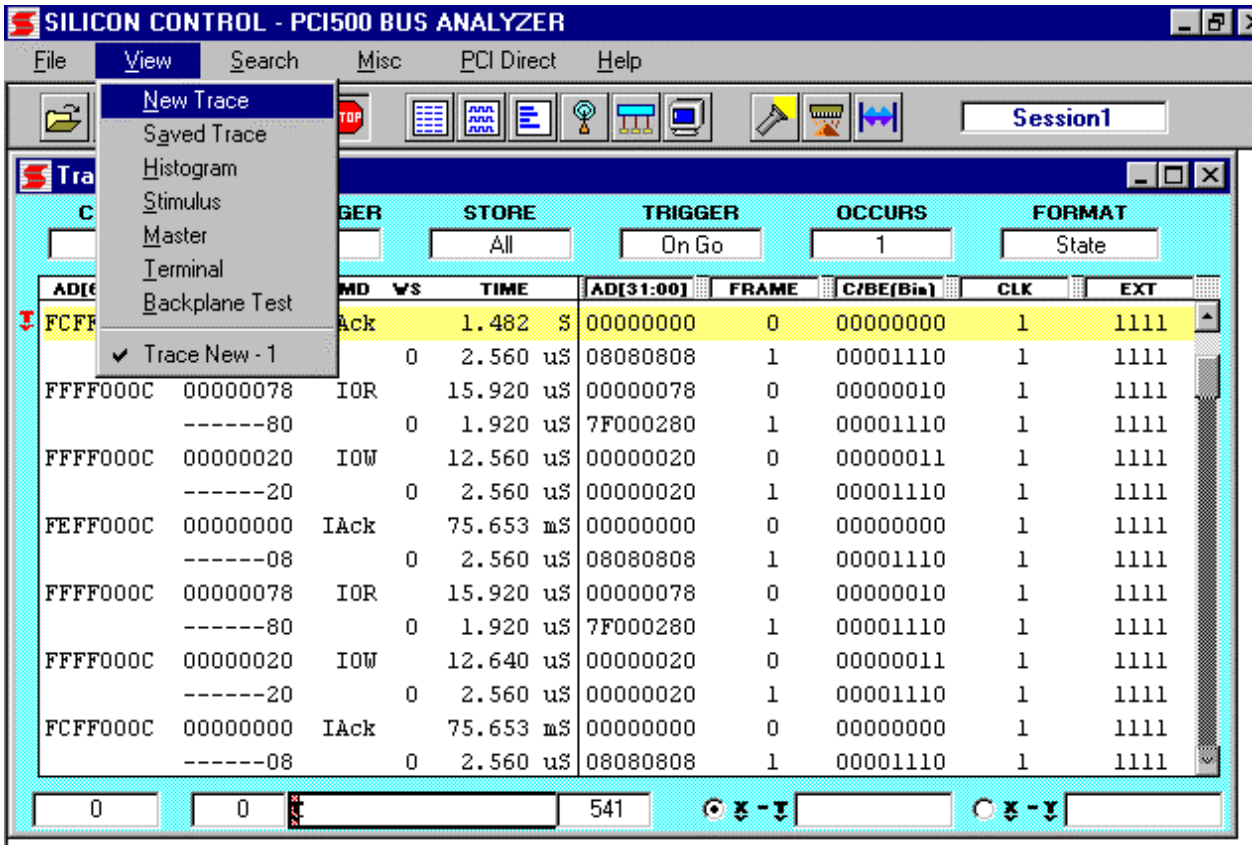 SILICON CONTROL - PCI500 BUS ANALYZER
File View Search Misc PCI Direct Help
New Trace
Saved Trace
Histogram
Stimulus
Master
Terminal
Backplane Test
Trace New - 1
STOP
Session1
Tra
C GER STORE TRIGGER OCCURS FORMAT
All On Go 1 State
AD[6 MD WS TIME AD[31:00] FRAME C/BE(Bin) CLK EXT
FCFF Ack 1.482 S 00000000 0 00000000 1 1111
0 2.560 uS 08080808 1 00001110 1 1111
FFFF000C 00000078 IOR 15.920 uS 00000078 0 00000010 1 1111
------80 0 1.920 uS 7F000280 1 00001110 1 1111
FFFF000C 00000020 IOW 12.560 uS 00000020 0 00000011 1 1111
------20 0 2.560 uS 00000020 1 00001110 1 1111
FEFF000C 00000000 IAck 75.653 mS 00000000 0 00000000 1 1111
------08 0 2.560 uS 08080808 1 00001110 1 1111
FFFF000C 00000078 IOR 15.920 uS 00000078 0 00000010 1 1111
------80 0 1.920 uS 7F000280 1 00001110 1 1111
FFFF000C 00000020 IOW 12.640 uS 00000020 0 00000011 1 1111
------20 0 2.560 uS 00000020 1 00001110 1 1111
FCFF000C 00000000 IAck 75.653 mS 00000000 0 00000000 1 1111
------08 0 2.560 uS 08080808 1 00001110 1 1111
0 0 T 541 X - T X - Y